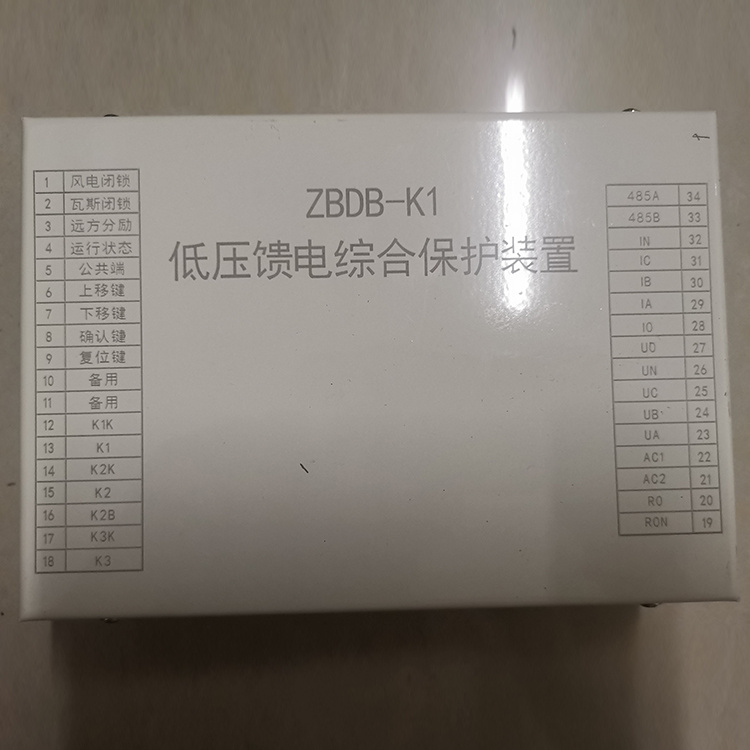 ZBDB-K1
低压馈电综合保护装置
1 风电闭锁
2 瓦斯闭锁
3 远方分励
4 运行状态
5 公共端
6 上移键
7 下移键
8 确认键
9 复位键
10 备用
11 备用
12 K1K
13 K1
14 K2K
15 K2
16 K2B
17 K3K
18 K3
485A 34
485B 33
IN 32
IC 31
IB 30
IA 29
IO 28
UO 27
UN 26
UC 25
UB 24
UA 23
AC1 22
AC2 21
RO 20
RON 19